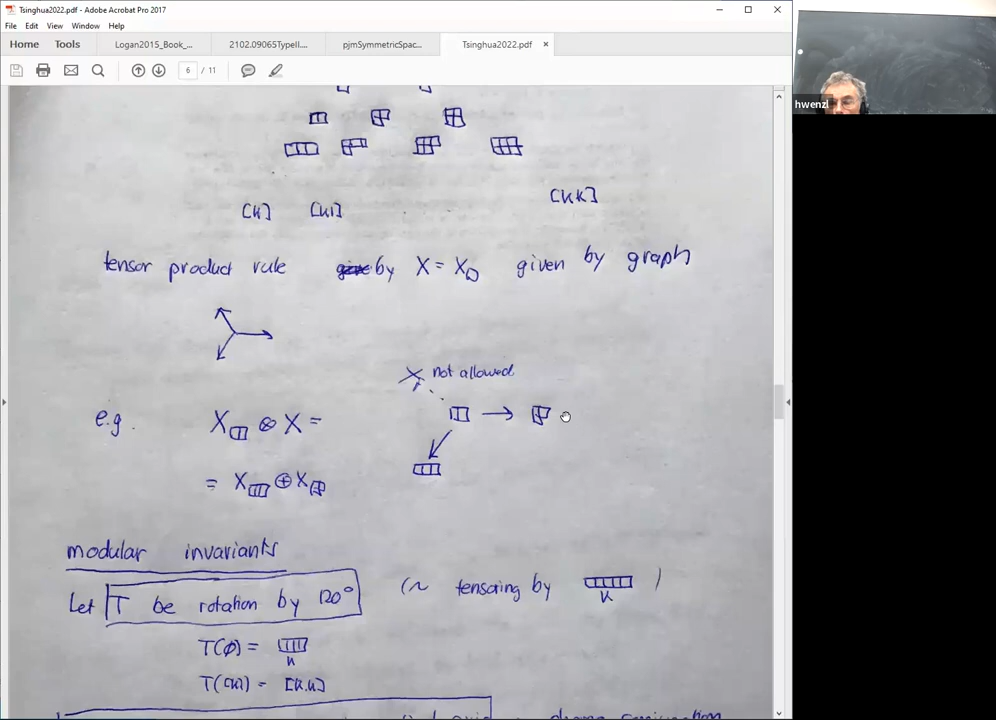 Tsinghua2022.pdf - Adobe Acrobat Pro 2017
File Edit View Window Help
Home Tools Logan2015_Book_... 2102.09065TypeII.... pjmSymmetricSpac... Tsinghua2022.pdf ×
6 / 11
hwenzl
[k] [k1] [kk]
tensor product rule by X = X□ given by graph
X not allowed
e.g. X ⊗ X =
= X ⊕ X
modular invariants
Let T be rotation by 120° (~ tensoring by k )
T(φ) = k
T([k]) = [k,k]